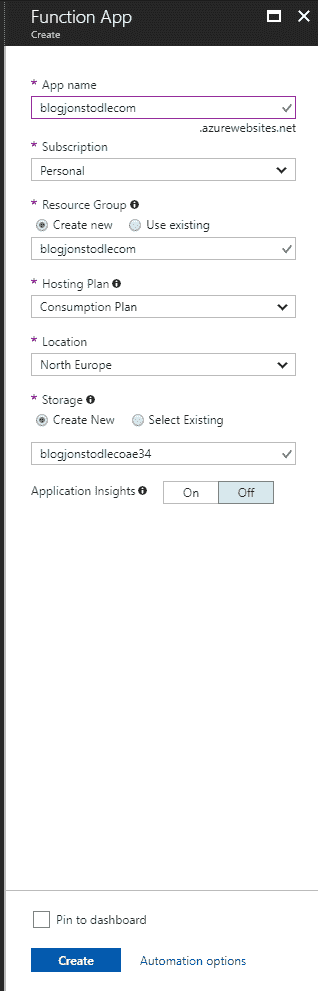 Function App
Create
* App name
blogjonstodlecom
.azurewebsites.net
* Subscription
Personal
* Resource Group
Create new Use existing
blogjonstodlecom
* Hosting Plan
Consumption Plan
* Location
North Europe
* Storage
Create New Select Existing
blogjonstodlecoae34
Application Insights On Off
Pin to dashboard
Create Automation options